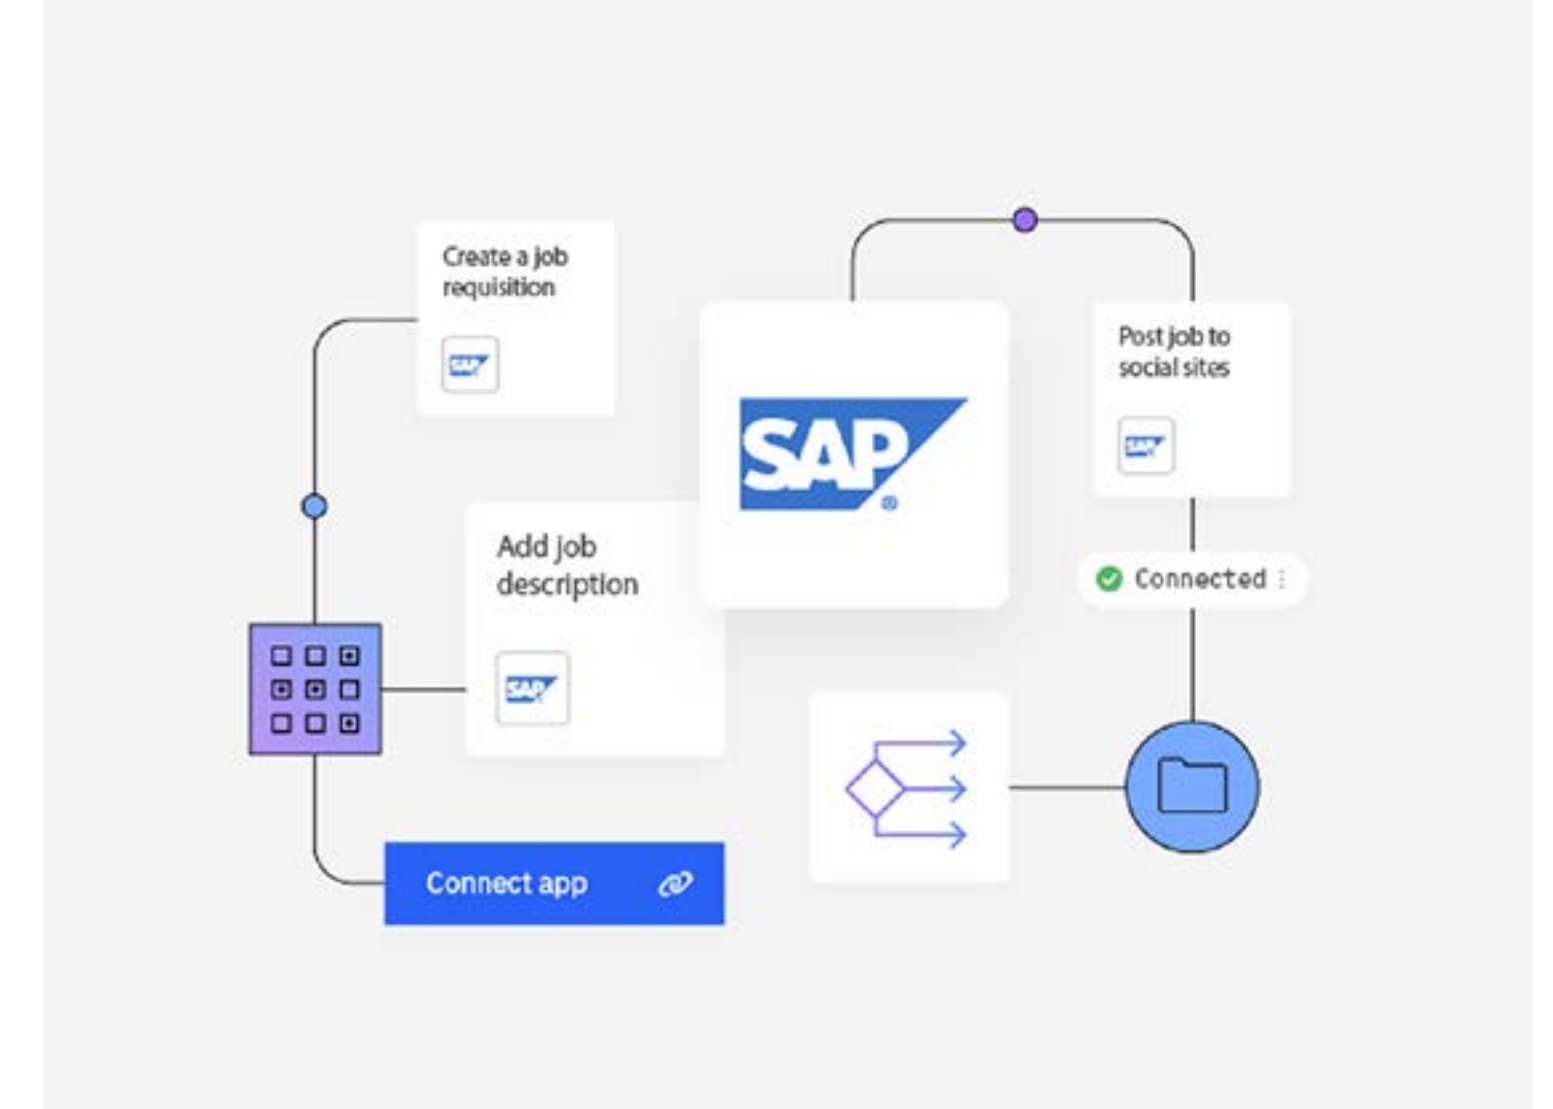 Create a job
requisition
SAP
Add job
description
SAP
SAP
®
Post job to
social sites
SAP
Connected
Connect app